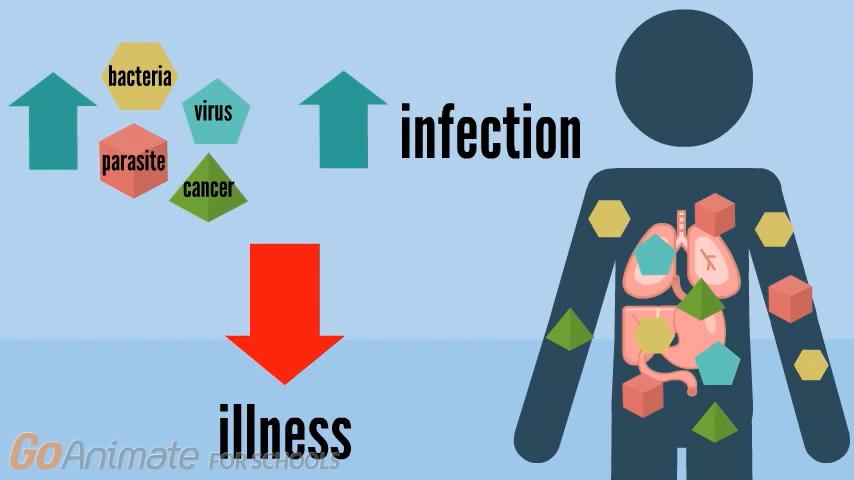 bacteria
virus
parasite
cancer
infection
illness
GoAnimate FOR SCHOOLS